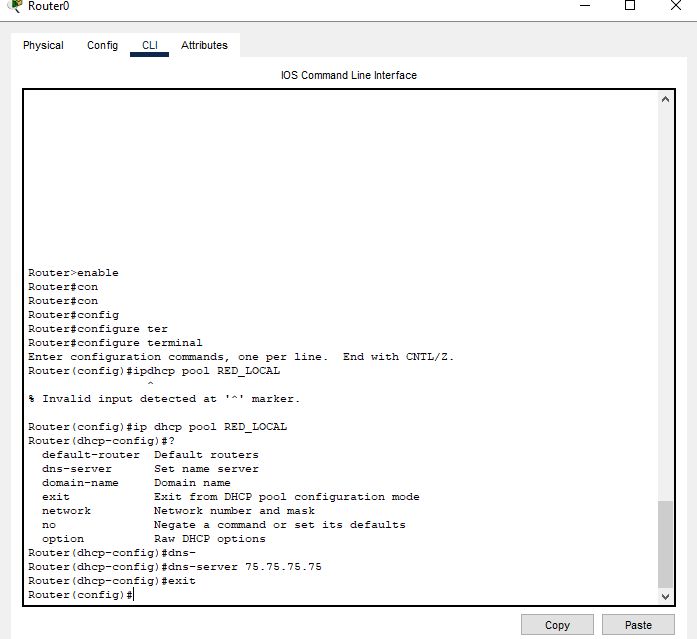 Router0
Physical Config CLI Attributes
IOS Command Line Interface
Router>enable
Router#con
Router#con
Router#config
Router#configure ter
Router#configure terminal
Enter configuration commands, one per line.  End with CNTL/Z.
Router(config)#ipdhcp pool RED_LOCAL
                 ^
% Invalid input detected at '^' marker.
Router(config)#ip dhcp pool RED_LOCAL
Router(dhcp-config)#?
  default-router  Default routers
  dns-server      Set name server
  domain-name     Domain name
  exit            Exit from DHCP pool configuration mode
  network         Network number and mask
  no              Negate a command or set its defaults
  option          Raw DHCP options
Router(dhcp-config)#dns-
Router(dhcp-config)#dns-server 75.75.75.75
Router(dhcp-config)#exit
Router(config)#
Copy Paste